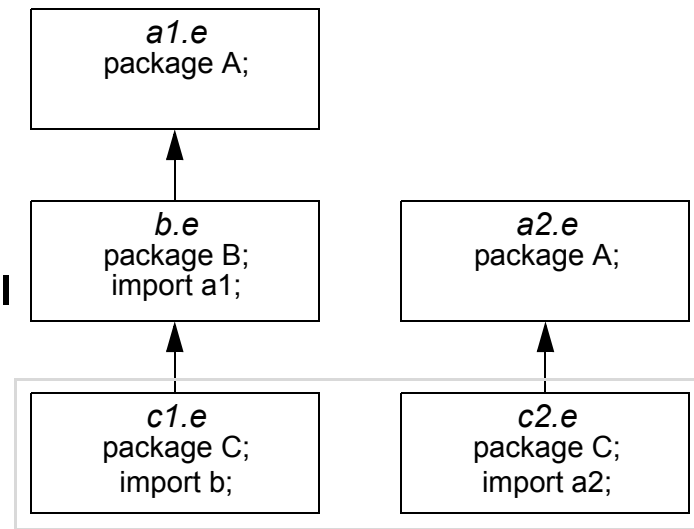 a1.e
package A;
b.e
package B;
import a1;
a2.e
package A;
c1.e
package C;
import b;
c2.e
package C;
import a2;